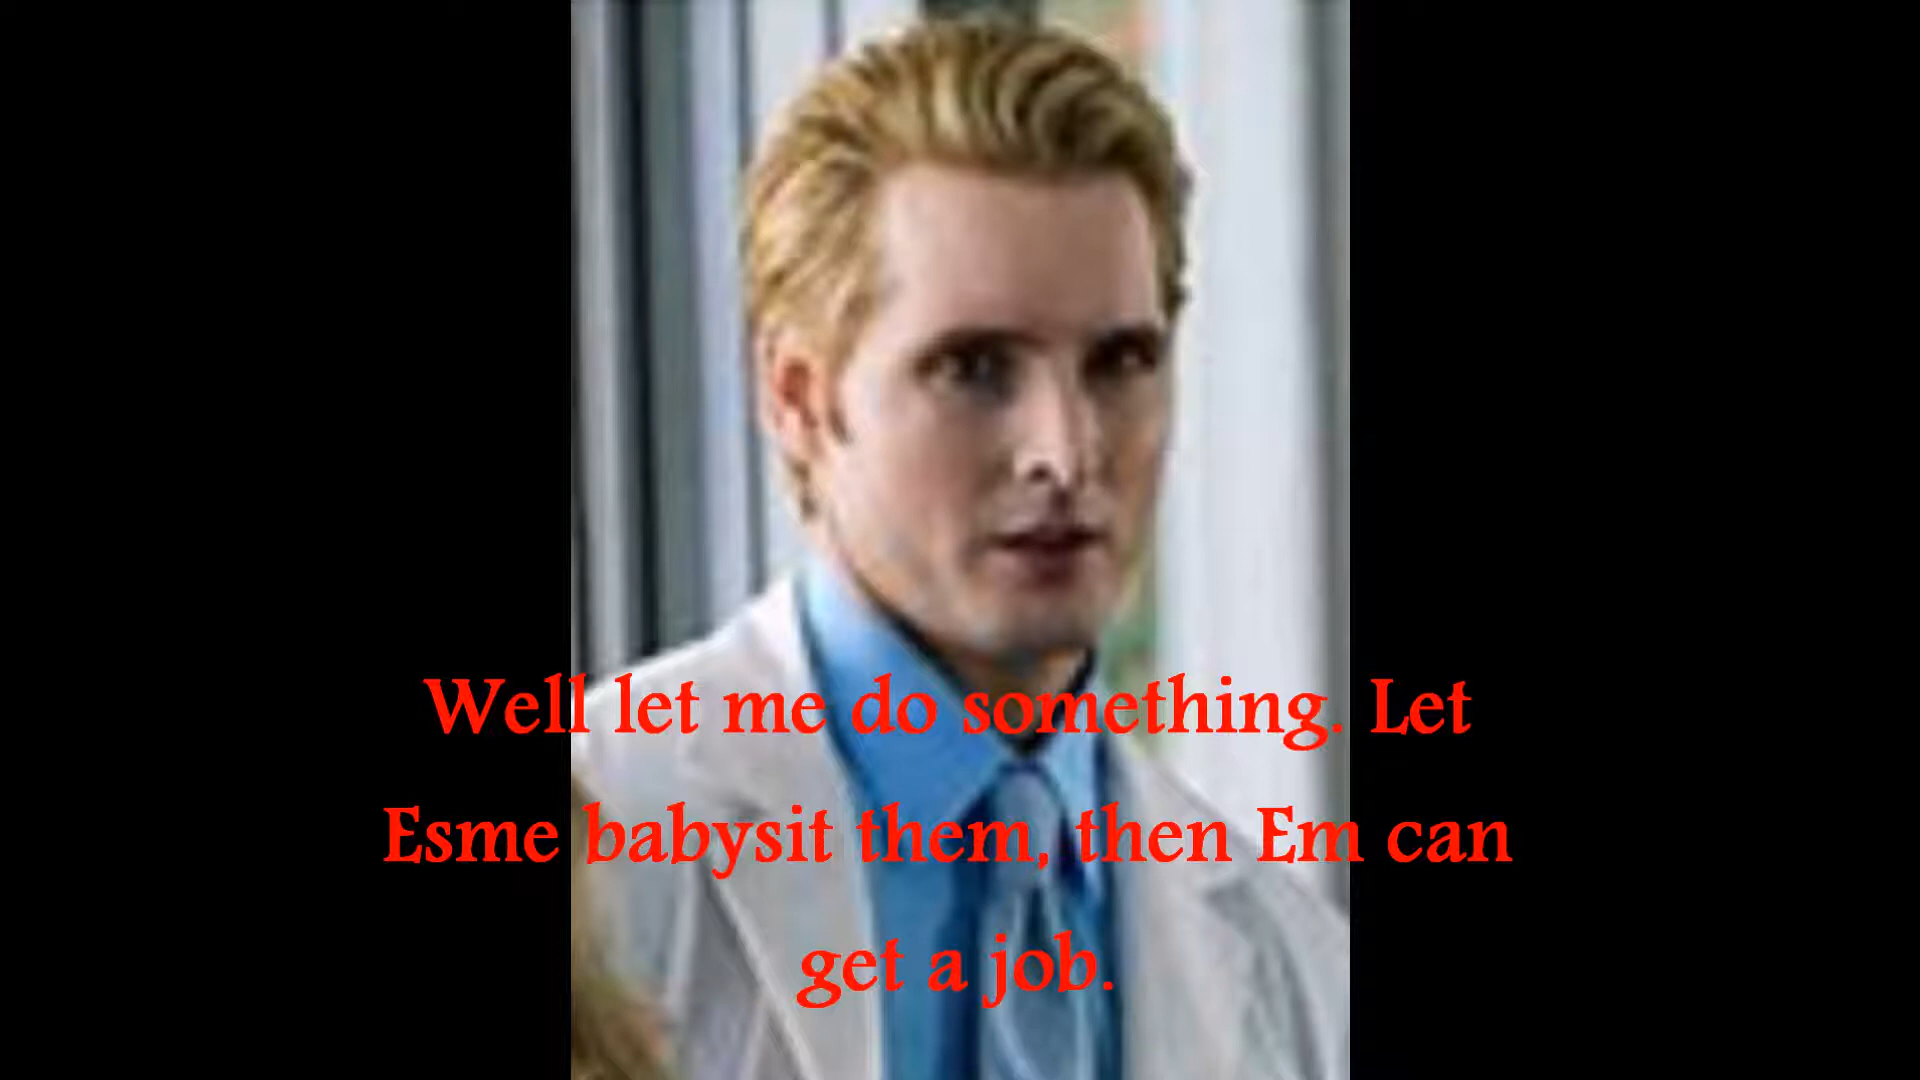 Well let me do something. Let
Esme babysit them, then Em can
get a job.